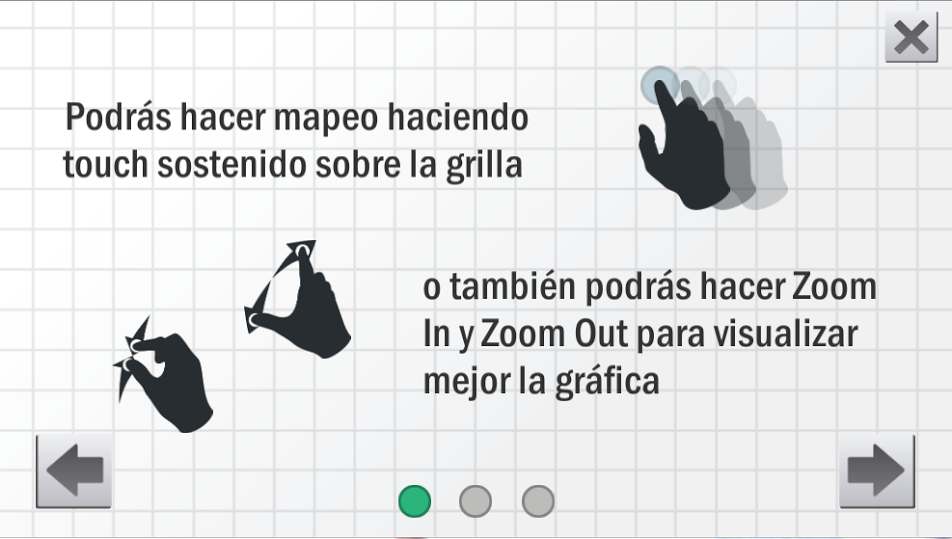 Podrás hacer mapeo haciendo
touch sostenido sobre la grilla
o también podrás hacer Zoom
In y Zoom Out para visualizar
mejor la gráfica